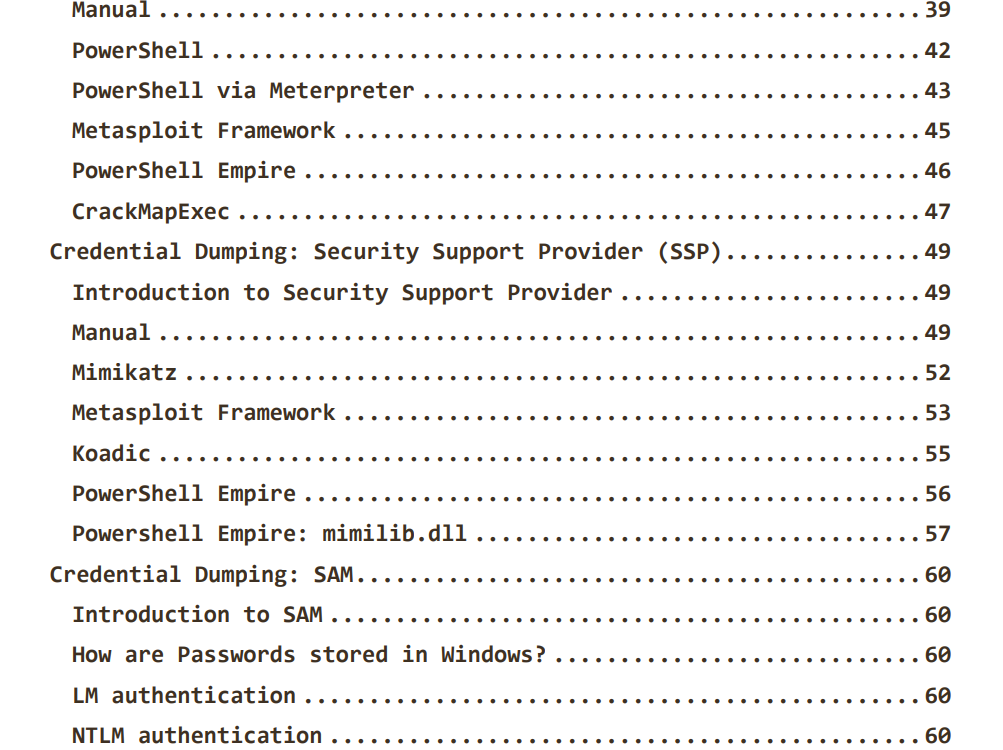 Manual ........................................................ 39
PowerShell .................................................... 42
PowerShell via Meterpreter .................................... 43
Metasploit Framework .......................................... 45
PowerShell Empire ............................................. 46
CrackMapExec .................................................. 47
Credential Dumping: Security Support Provider (SSP)............... 49
Introduction to Security Support Provider ..................... 49
Manual ........................................................ 49
Mimikatz ...................................................... 52
Metasploit Framework .......................................... 53
Koadic ........................................................ 55
PowerShell Empire ............................................. 56
Powershell Empire: mimilib.dll ................................ 57
Credential Dumping: SAM........................................... 60
Introduction to SAM ........................................... 60
How are Passwords stored in Windows? .......................... 60
LM authentication ............................................. 60
NTLM authentication ........................................... 60